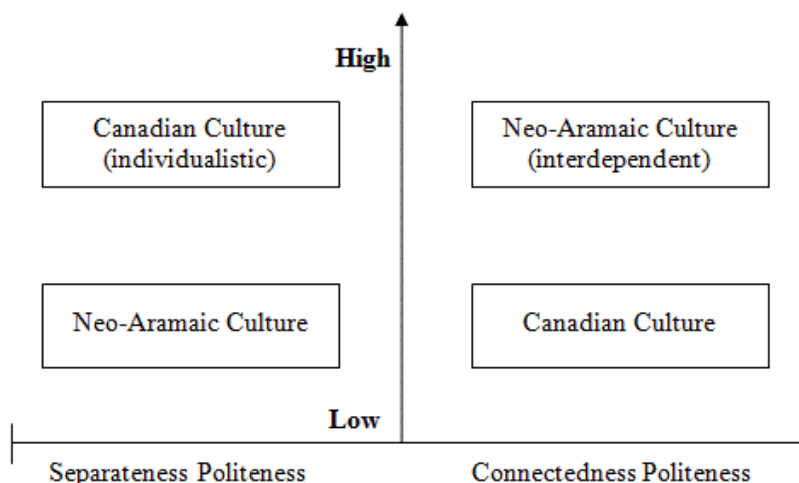 High
Canadian Culture
(individualistic)
Neo-Aramaic Culture
(interdependent)
Neo-Aramaic Culture
Canadian Culture
Low
Separateness Politeness
Connectedness Politeness